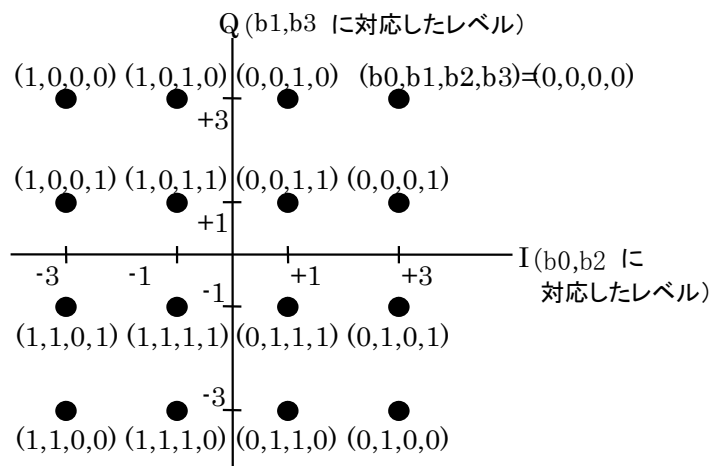 Q(b1,b3 に対応したレベル)
(1,0,0,0) (1,0,1,0) (0,0,1,0) (b0,b1,b2,b3)=(0,0,0,0)
+3
(1,0,0,1) (1,0,1,1) (0,0,1,1) (0,0,0,1)
+1
I(b0,b2 に
-3 -1 +1 +3
対応したレベル)
-1
(1,1,0,1) (1,1,1,1) (0,1,1,1) (0,1,0,1)
-3
(1,1,0,0) (1,1,1,0) (0,1,1,0) (0,1,0,0)